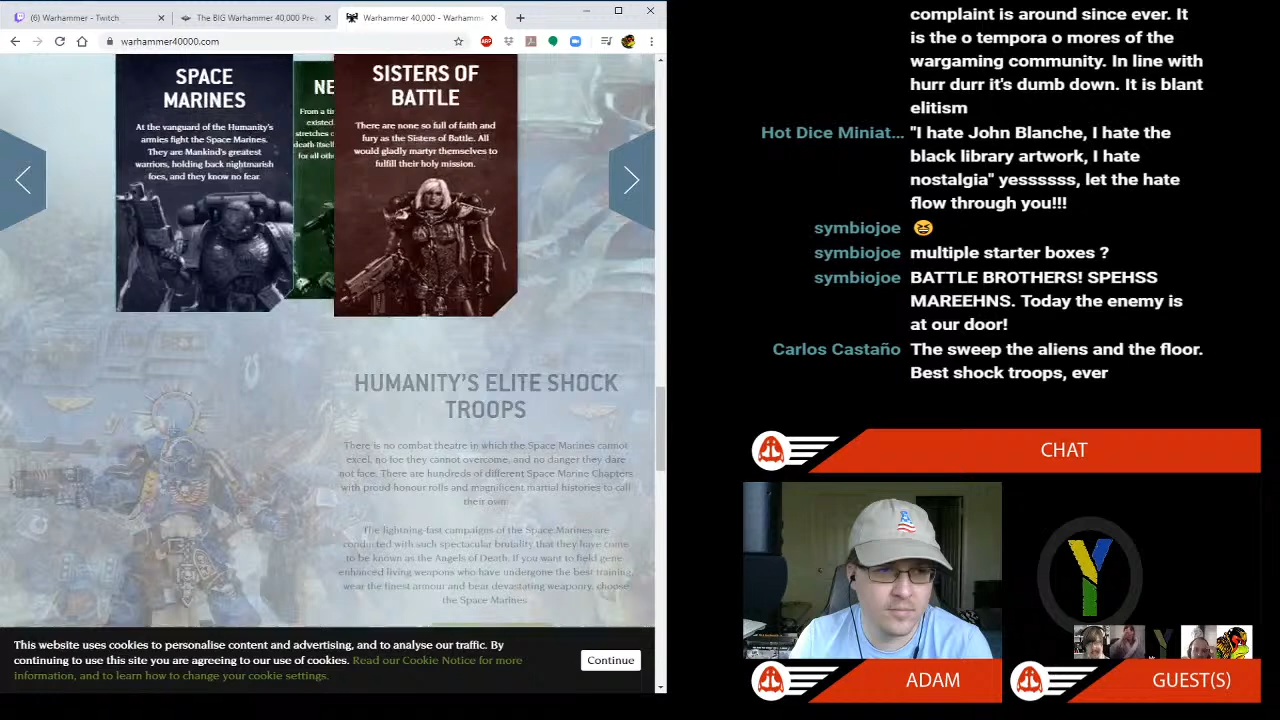 (6) Warhammer - Twitch
The BIG Warhammer 40,000 Pre
Warhammer 40,000 - Warhamm
warhammer40000.com
SPACE
MARINES
At the vanguard of the Humanity's
armies fight the Space Marines.
They are Mankind's greatest
warriors, holding back nightmarish
foes, and they know no fear.
NE
From a tim
existed
stretches o
death itself
for all othe
SISTERS OF
BATTLE
There are none so full of faith and
fury as the Sisters of Battle. All
would gladly martyr themselves to
fulfill their holy mission.
HUMANITY'S ELITE SHOCK
TROOPS
There is no combat theatre in which the Space Marines cannot
excel, no foe they cannot overcome, and no danger they dare
not face. There are hundreds of different Space Marine Chapters
with proud honour rolls and magnificent martial histories to call
their own.
The lightning-fast campaigns of the Space Marines are
conducted with such spectacular brutality that they have come
to be known as the Angels of Death. If you want to field gene-
enhanced living weapons who have undergone the best training,
wear the finest armour and bear devastating weaponry, choose
the Space Marines
This website uses cookies to personalise content and advertising, and to analyse our traffic. By
continuing to use this site you are agreeing to our use of cookies. Read our Cookie Notice for more
information, and to learn how to change your cookie settings.
Continue
complaint is around since ever. It
is the o tempora o mores of the
wargaming community. In line with
hurr durr it's dumb down. It is blant
elitism
Hot Dice Miniat... "I hate John Blanche, I hate the
black library artwork, I hate
nostalgia" yessssss, let the hate
flow through you!!!
symbiojoe 😆
symbiojoe multiple starter boxes ?
symbiojoe BATTLE BROTHERS! SPEHSS
MAREEHNS. Today the enemy is
at our door!
Carlos Castaño The sweep the aliens and the floor.
Best shock troops, ever
CHAT
ADAM
GUEST(S)